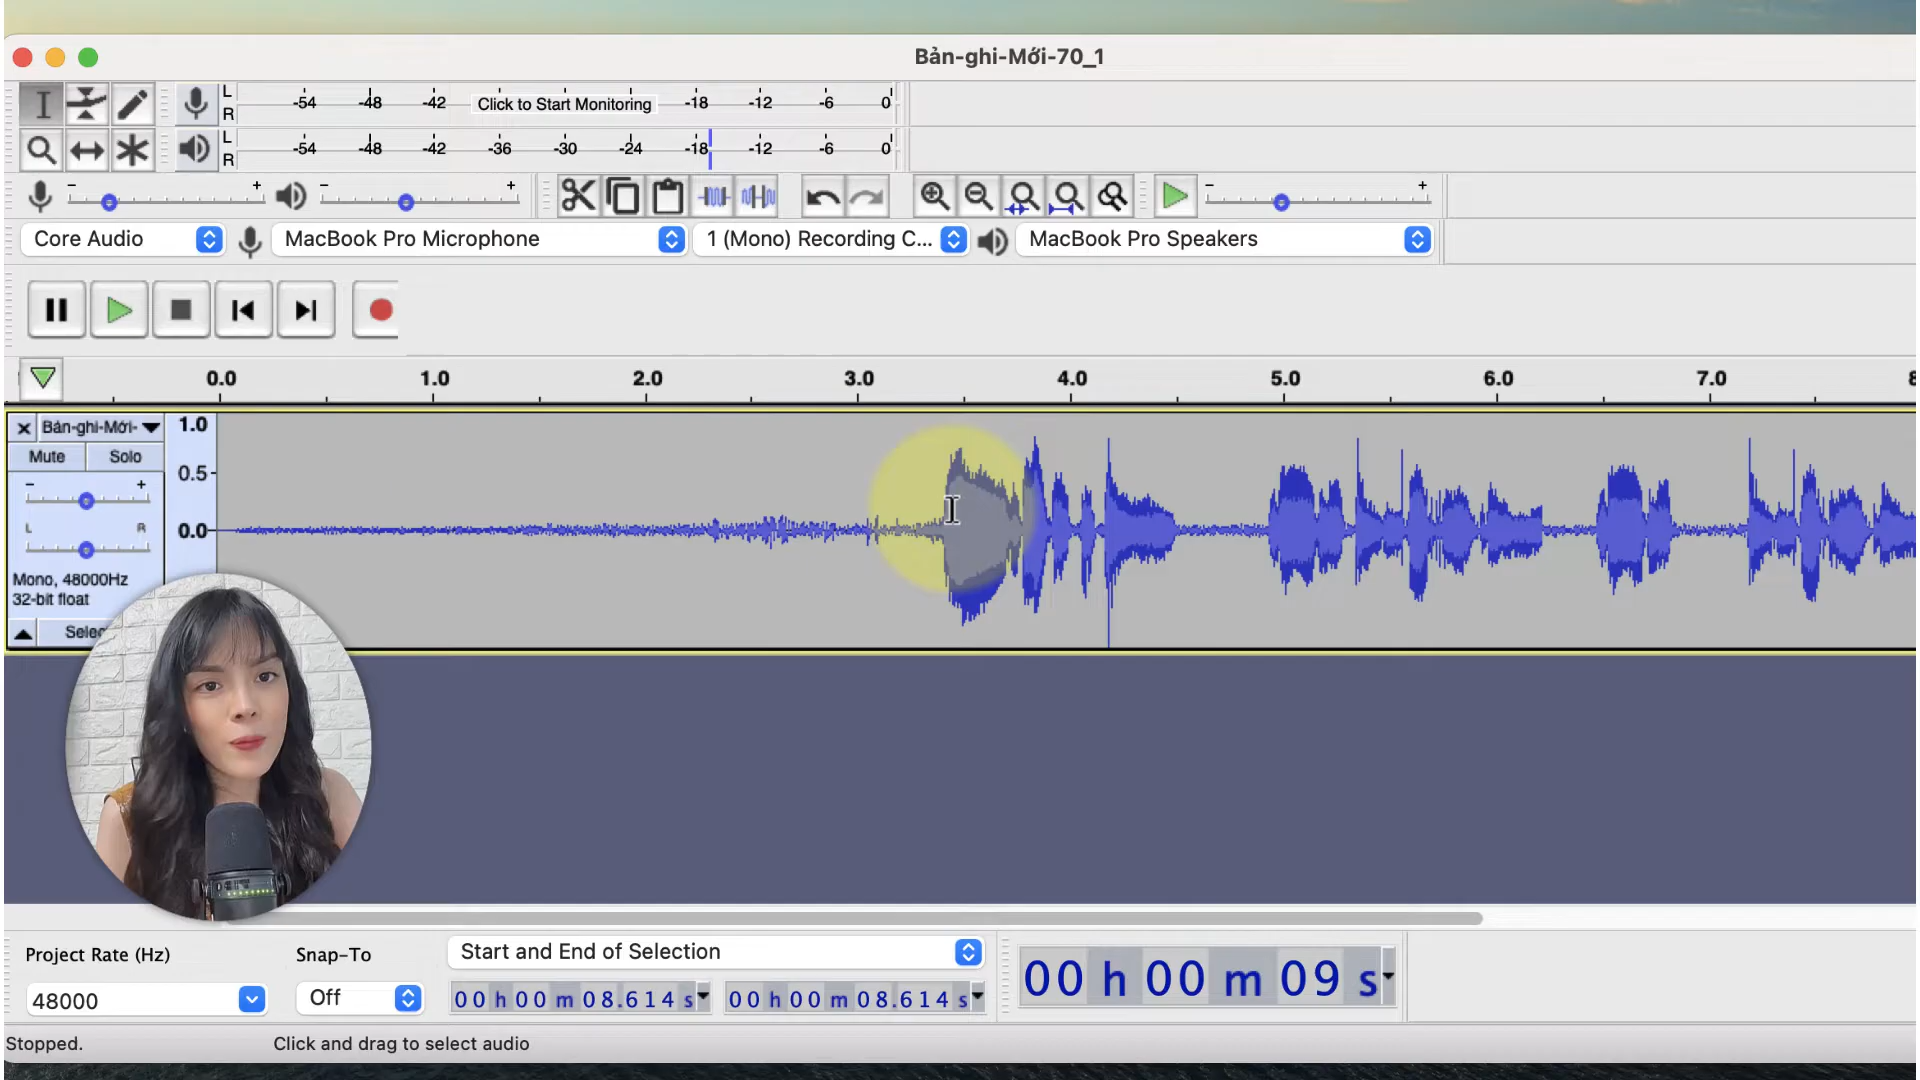 Bản-ghi-Mới-70_1
L
R
-54 -48 -42 Click to Start Monitoring -18 -12 -6 0
L
R
-54 -48 -42 -36 -30 -24 -18 -12 -6 0
- + - + - +
Core Audio MacBook Pro Microphone 1 (Mono) Recording C... MacBook Pro Speakers
0.0 1.0 2.0 3.0 4.0 5.0 6.0 7.0 8
Bản-ghi-Mới- 1.0
Mute Solo
0.5
- +
0.0
L R
Mono, 48000Hz
32-bit float
Selec
Project Rate (Hz) Snap-To Start and End of Selection
48000 Off 00 h 00 m 08.614 s 00 h 00 m 08.614 s 00 h 00 m 09 s
Stopped. Click and drag to select audio